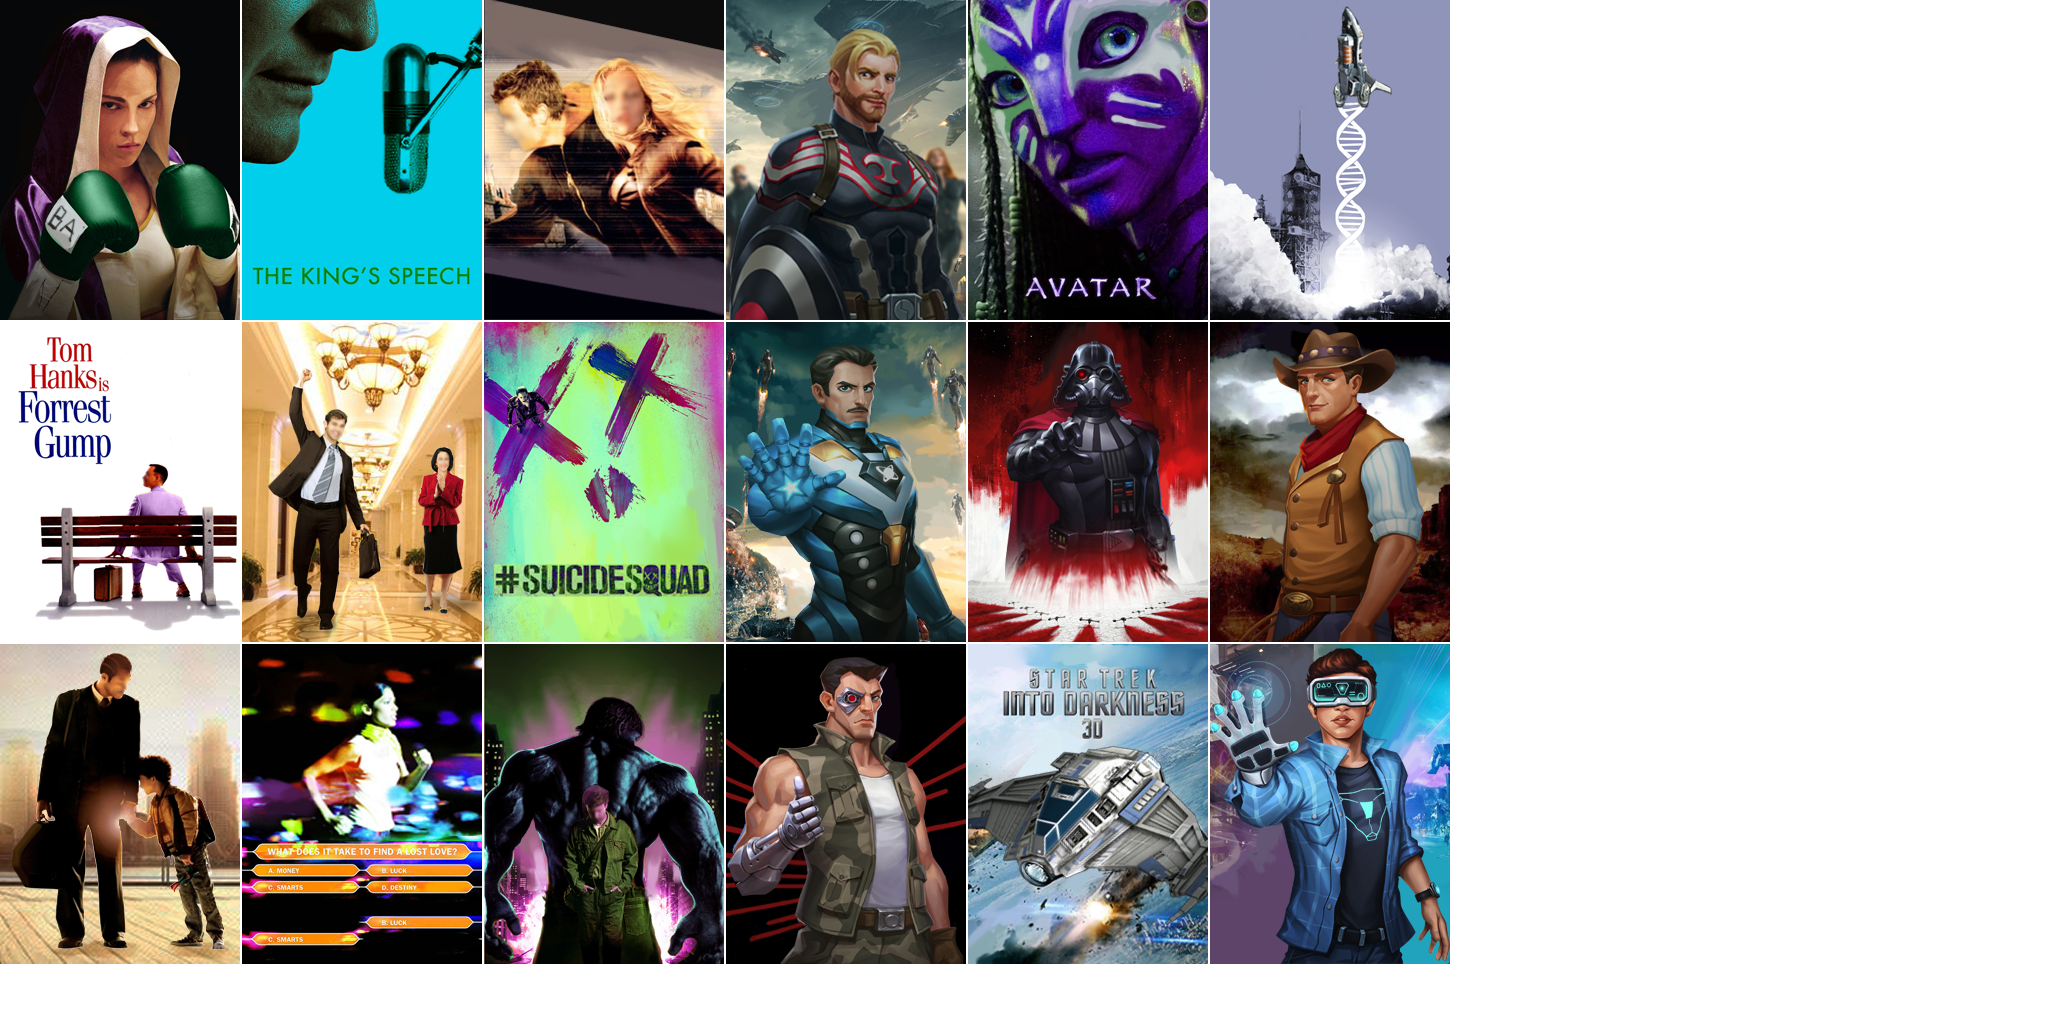 BA
THE KING'S SPEECH
AVATAR
Tom
Hanks is
Forrest
Gump
#SUICIDESQUAD
WHAT DOES IT TAKE TO FIND A LOST LOVE?
A. MONEY
B. LUCK
C. SMARTS
D. DESTINY
B. LUCK
C. SMARTS
STAR TREK
INTO DARKNESS
3D